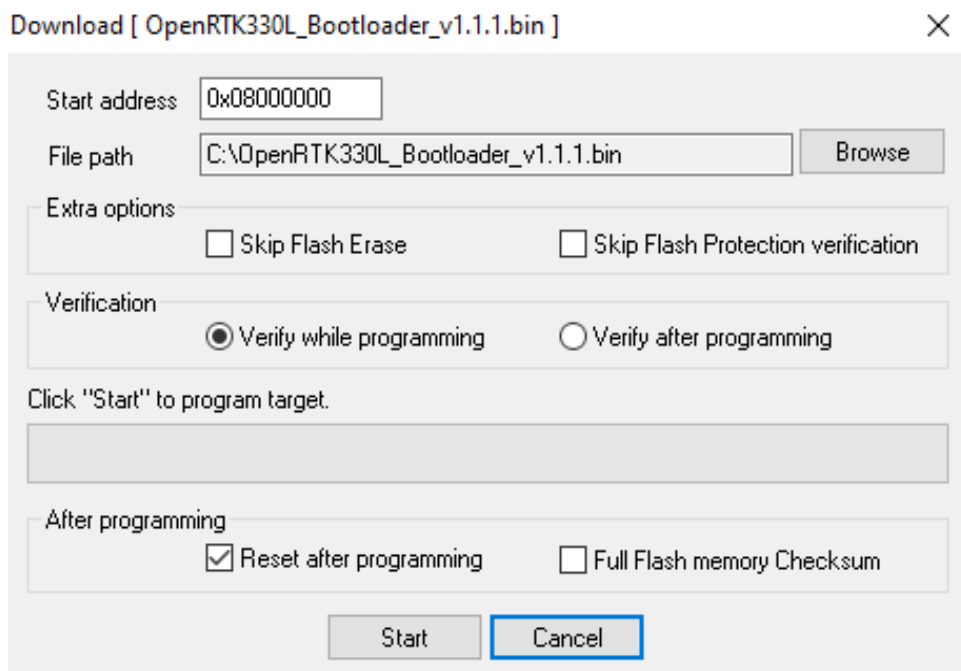 Download [ OpenRTK330L_Bootloader_v1.1.1.bin ]
Start address 0x08000000
File path C:\OpenRTK330L_Bootloader_v1.1.1.bin Browse
Extra options
Skip Flash Erase Skip Flash Protection verification
Verification
Verify while programming Verify after programming
Click "Start" to program target.
After programming
Reset after programming Full Flash memory Checksum
Start Cancel